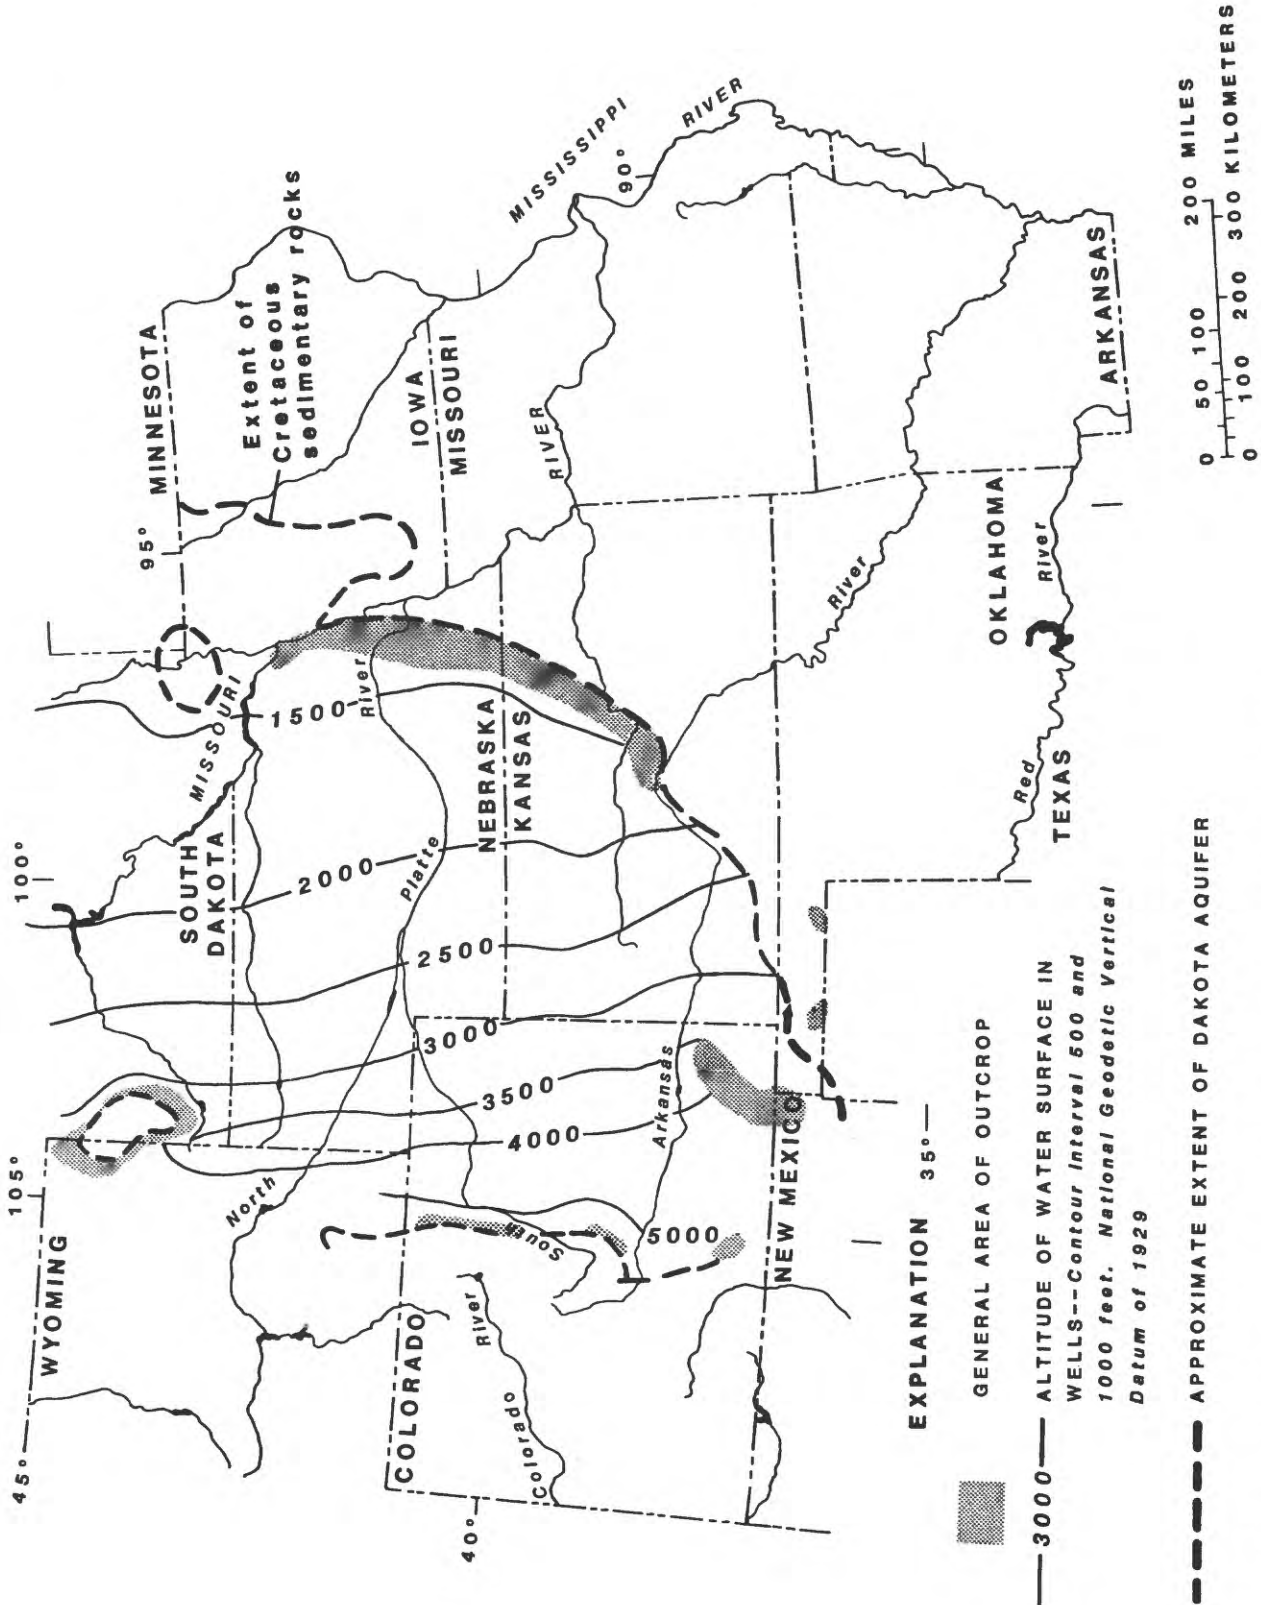 45°
105°
100°
95°
WYOMING
SOUTH
DAKOTA
MISSOURI
MINNESOTA
Extent of
Cretaceous
sedimentary rocks
1500
2000
2500
3000
3500
4000
5000
North
Platte
River
South
NEBRASKA
KANSAS
IOWA
MISSOURI
RIVER
MISSISSIPPI
RIVER
90°
COLORADO
River
Colorado
40°
Arkansas
River
NEW MEXICO
35°
OKLAHOMA
Red
River
TEXAS
ARKANSAS
EXPLANATION
GENERAL AREA OF OUTCROP
3000 ALTITUDE OF WATER SURFACE IN
WELLS--Contour Interval 500 and
1000 feet. National Geodetic Vertical
Datum of 1929
APPROXIMATE EXTENT OF DAKOTA AQUIFER
0 50 100 200 MILES
0 100 200 300 KILOMETERS